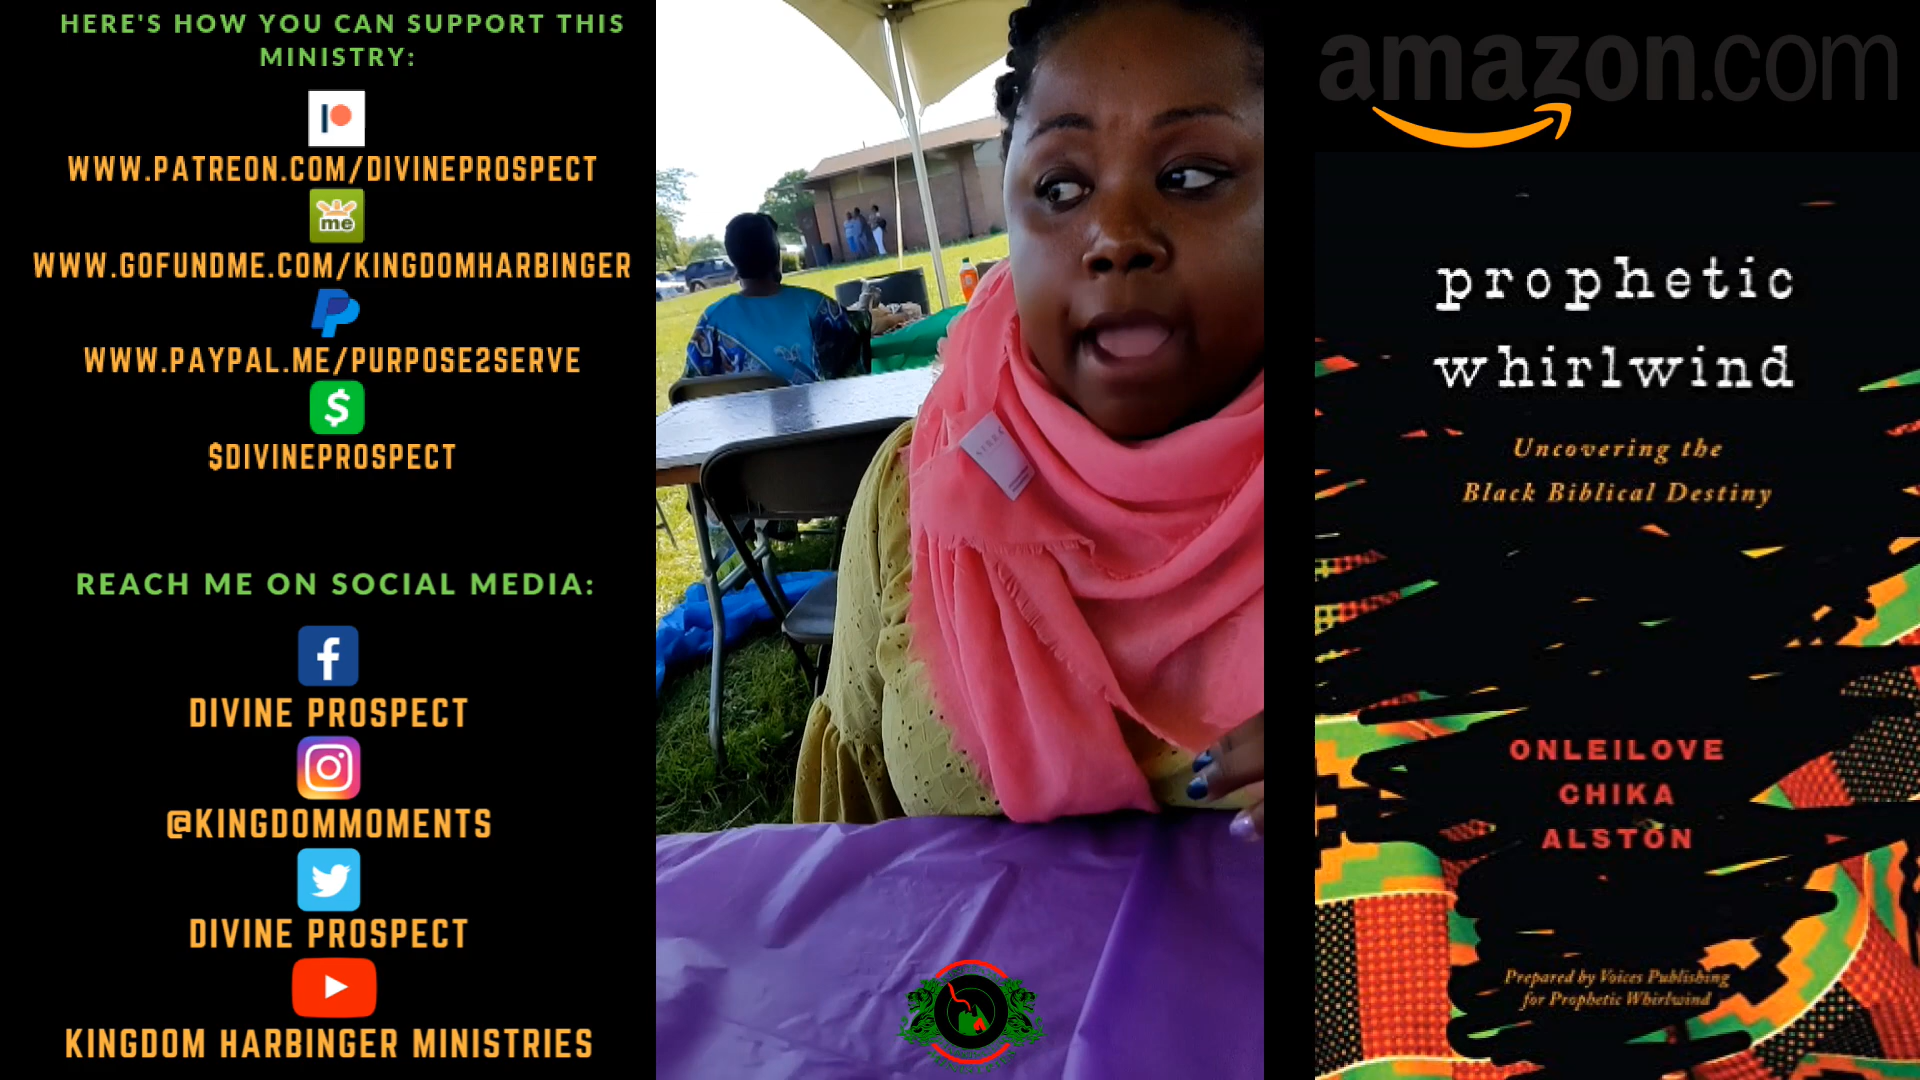 HERE'S HOW YOU CAN SUPPORT THIS
MINISTRY:
WWW.PATREON.COM/DIVINEPROSPECT
me
WWW.GOFUNDME.COM/KINGDOMHARBINGER
WWW.PAYPAL.ME/PURPOSE2SERVE
$
$DIVINEPROSPECT
REACH ME ON SOCIAL MEDIA:
f
DIVINE PROSPECT
@KINGDOMMOMENTS
DIVINE PROSPECT
KINGDOM HARBINGER MINISTRIES
amazon.com
prophetic
whirlwind
Uncovering the
Black Biblical Destiny
ONLEILOVE
CHIKA
ALSTON
Prepared by Voices Publishing
for Prophetic Whirlwind